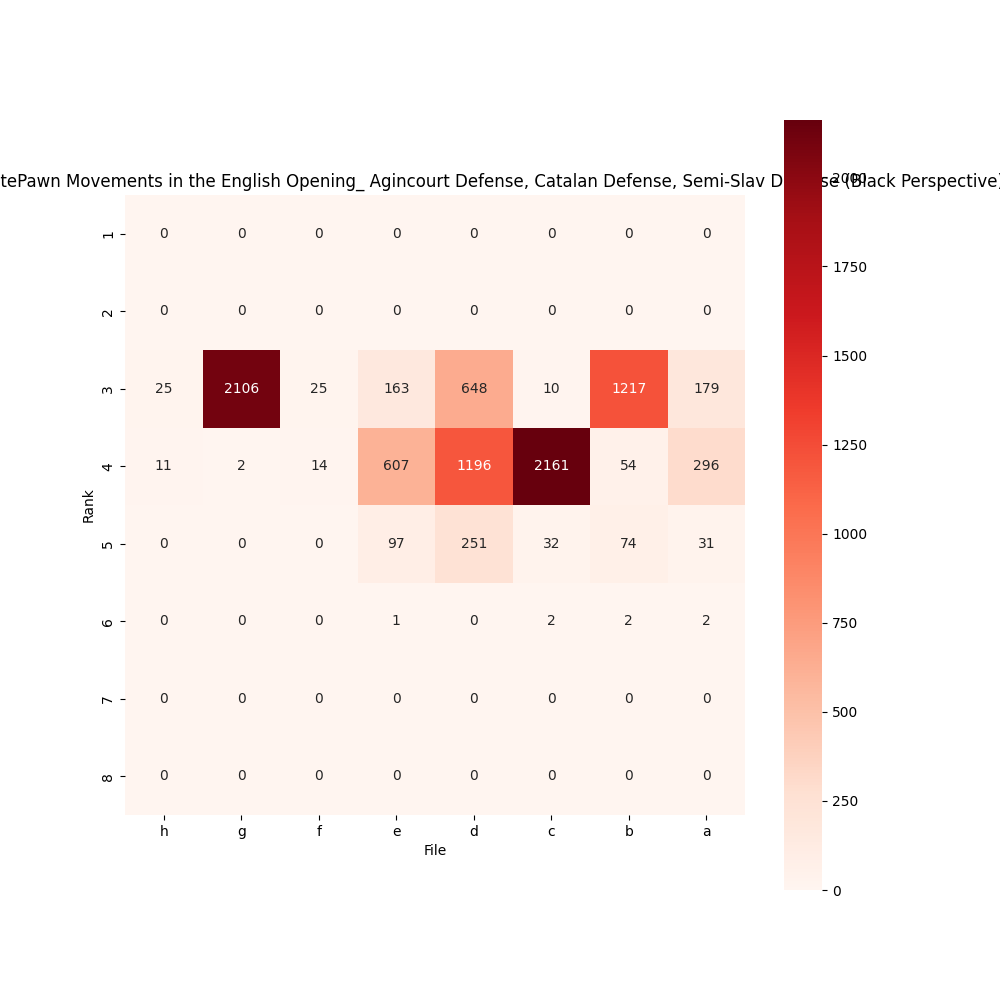 tePawn Movements in the English Opening_ Agincourt Defense, Catalan Defense, Semi-Slav (Black Perspective)
2000
1 0 0 0 0 0 0 0 0
1750
2 0 0 0 0 0 0 0 0
1500
3 25 2106 25 163 648 10 1217 179
1250
4 11 2 14 607 1196 2161 54 296
Rank
1000
5 0 0 0 97 251 32 74 31
750
6 0 0 0 1 0 2 2 2
500
7 0 0 0 0 0 0 0 0
250
8 0 0 0 0 0 0 0 0
h g f e d c b a
File
0